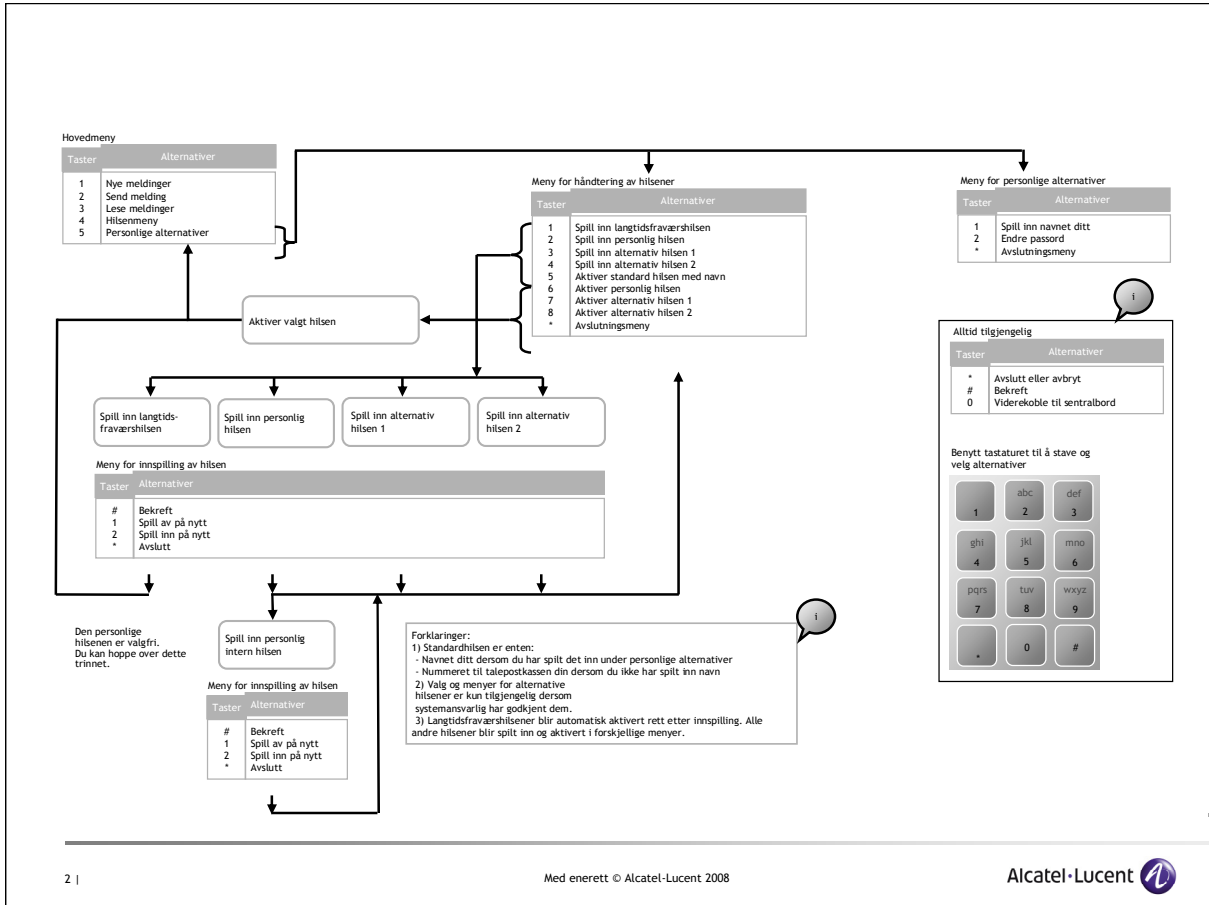 Hovedmeny
Taster Alternativer
1 Nye meldinger
2 Send melding
3 Lese meldinger
4 Hilsenmeny
5 Personlige alternativer
Meny for håndtering av hilsener
Taster Alternativer
1 Spill inn langtidsfraværshilsen
2 Spill inn personlig hilsen
3 Spill inn alternativ hilsen 1
4 Spill inn alternativ hilsen 2
5 Aktiver standard hilsen med navn
6 Aktiver personlig hilsen
7 Aktiver alternativ hilsen 1
8 Aktiver alternativ hilsen 2
* Avslutningsmeny
Meny for personlige alternativer
Taster Alternativer
1 Spill inn navnet ditt
2 Endre passord
* Avslutningsmeny
Aktiver valgt hilsen
i
Alltid tilgjengelig
Taster Alternativer
* Avslutt eller avbryt
# Bekreft
0 Viderekoble til sentralbord
Spill inn langtids-
fraværshilsen
Spill inn personlig
hilsen
Spill inn alternativ
hilsen 1
Spill inn alternativ
hilsen 2
Meny for innspilling av hilsen
Taster Alternativer
# Bekreft
1 Spill av på nytt
2 Spill inn på nytt
* Avslutt
Benytt tastaturet til å stave og
velg alternativer
abc def
1 2 3
ghi jkl mno
4 5 6
pqrs tuv wxyz
7 8 9
* 0 #
Den personlige
hilsenen er valgfri.
Du kan hoppe over dette
trinnet.
Spill inn personlig
intern hilsen
Meny for innspilling av hilsen
Taster Alternativer
# Bekreft
1 Spill av på nytt
2 Spill inn på nytt
* Avslutt
i
Forklaringer:
1) Standardhilsen er enten:
- Navnet ditt dersom du har spilt det inn under personlige alternativer
- Nummeret til talepostkassen din dersom du ikke har spilt inn navn
2) Valg og menyer for alternative
hilsener er kun tilgjengelig dersom
systemansvarlig har godkjent dem.
3) Langtidsfraværshilsener blir automatisk aktivert rett etter innspilling. Alle
andre hilsener blir spilt inn og aktivert i forskjellige menyer.
2 |
Med enerett © Alcatel-Lucent 2008
Alcatel·Lucent